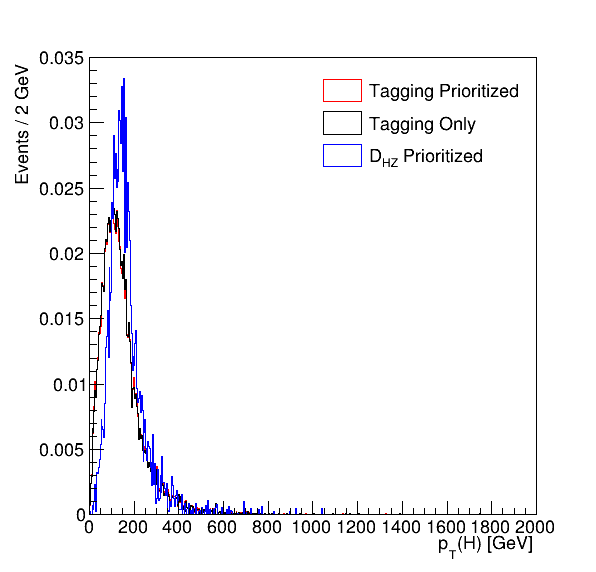 Events / 2 GeV
0.035
0.03
0.025
0.02
0.015
0.01
0.005
0
Tagging Prioritized
Tagging Only
D_HZ Prioritized
0 200 400 600 800 1000 1200 1400 1600 1800 2000
p_T(H) [GeV]